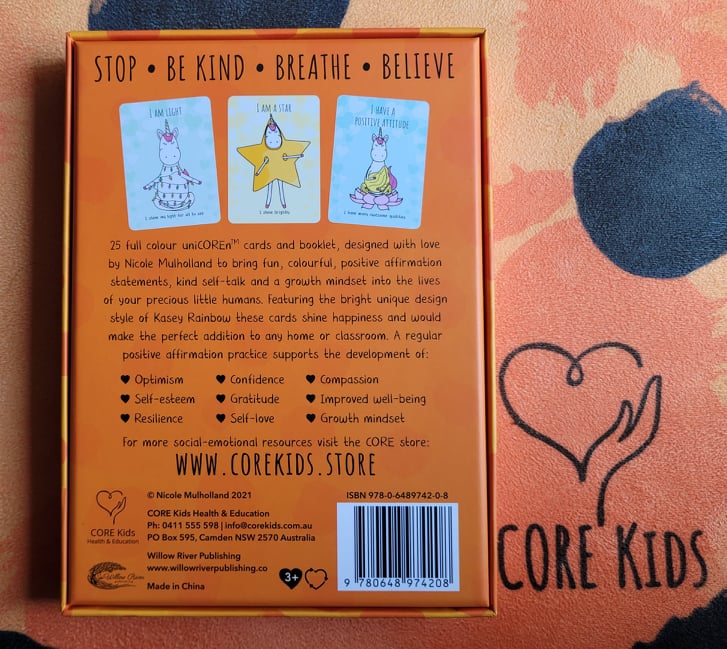 STOP • BE KIND • BREATHE • BELIEVE
I AM LIGHT
I shine my light for all to see
I AM A STAR
I shine brightly
I HAVE A
POSITIVE ATTITUDE
I have many awesome qualities
25 full colour uniCOREn™ cards and booklet, designed with love
by Nicole Mulholland to bring fun, colourful, positive affirmation
statements, kind self-talk and a growth mindset into the lives
of your precious little humans. Featuring the bright unique design
style of Kasey Rainbow these cards shine happiness and would
make the perfect addition to any home or classroom. A regular
positive affirmation practice supports the development of:
♥ Optimism ♥ Confidence ♥ Compassion
♥ Self-esteem ♥ Gratitude ♥ Improved well-being
♥ Resilience ♥ Self-love ♥ Growth mindset
For more social-emotional resources visit the CORE store:
WWW.COREKIDS.STORE
CORE Kids
Health & Education
Willow River
© Nicole Mulholland 2021
CORE Kids Health & Education
Ph: 0411 555 598 | info@corekids.com.au
PO Box 595, Camden NSW 2570 Australia
Willow River Publishing
www.willowriverpublishing.co
Made in China
3+
ISBN 978-0-6489742-0-8
9 780648 974208
CORE KIDS